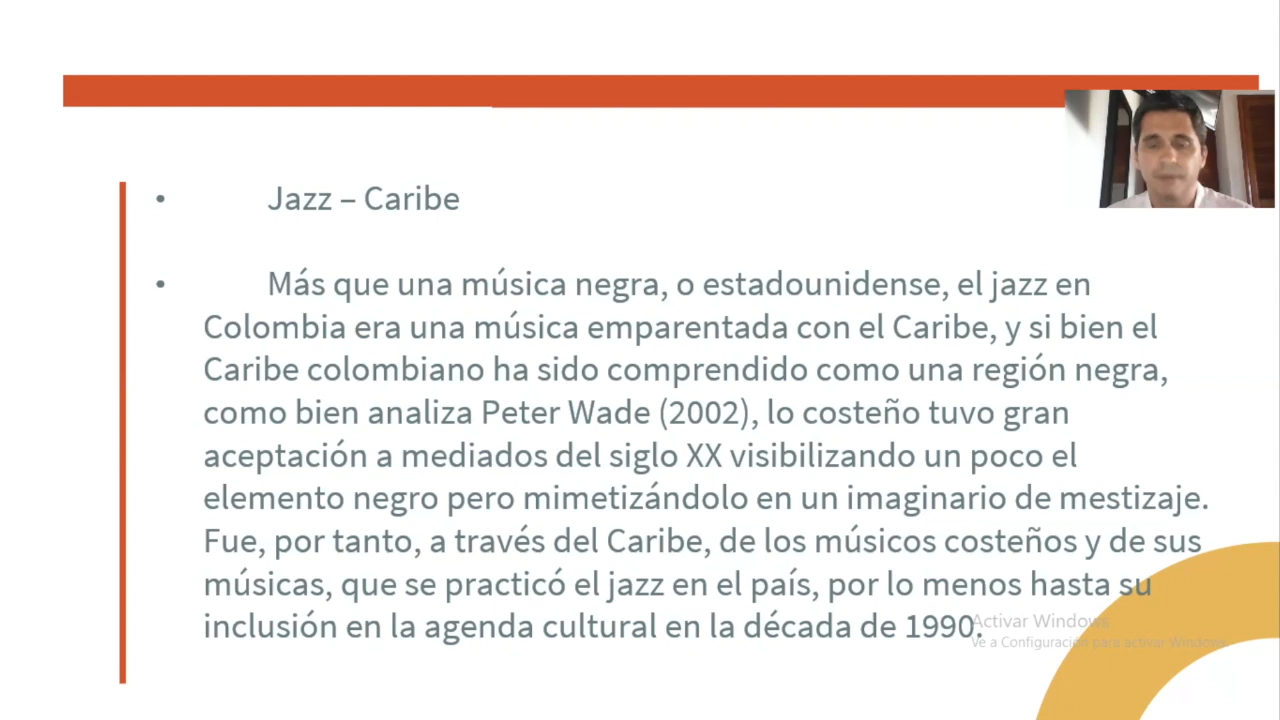 • Jazz – Caribe
• Más que una música negra, o estadounidense, el jazz en
Colombia era una música emparentada con el Caribe, y si bien el
Caribe colombiano ha sido comprendido como una región negra,
como bien analiza Peter Wade (2002), lo costeño tuvo gran
aceptación a mediados del siglo XX visibilizando un poco el
elemento negro pero mimetizándolo en un imaginario de mestizaje.
Fue, por tanto, a través del Caribe, de los músicos costeños y de sus
músicas, que se practicó el jazz en el país, por lo menos hasta su
inclusión en la agenda cultural en la década de 1990.
Activar Windows
Ve a Configuración para activar Windows.